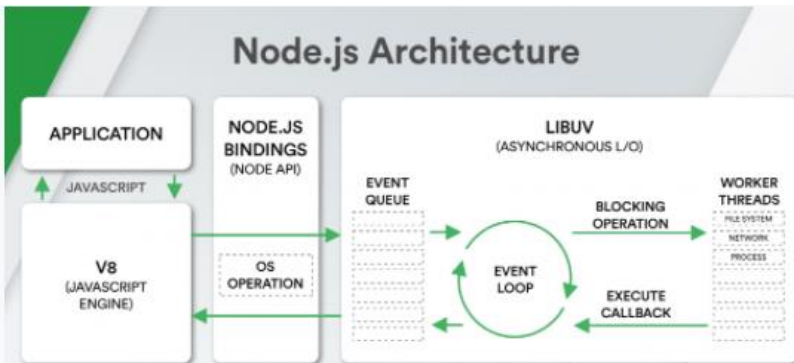 Node.js Architecture
APPLICATION
JAVASCRIPT
V8
(JAVASCRIPT
ENGINE)
NODE.JS
BINDINGS
(NODE API)
OS
OPERATION
LIBUV
(ASYNCHRONOUS L/O)
EVENT
QUEUE
EVENT
LOOP
BLOCKING
OPERATION
EXECUTE
CALLBACK
WORKER
THREADS
FILE SYSTEM
NETWORK
PROCESS